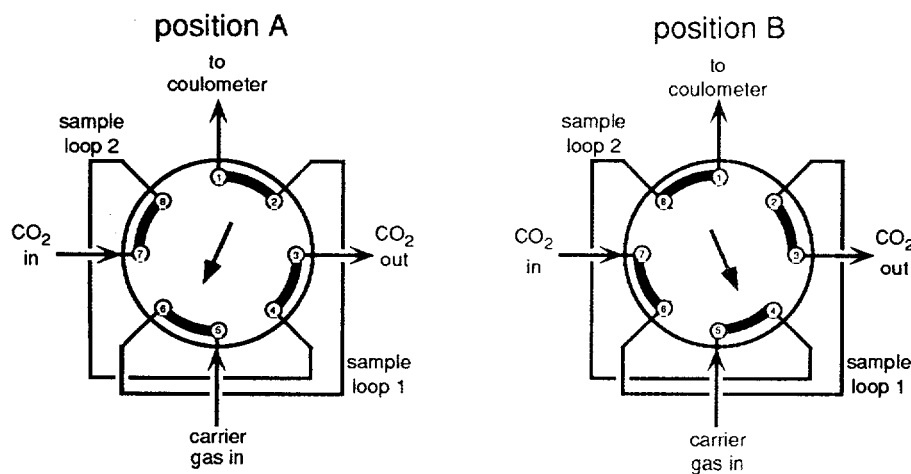 position A
to
coulometer
sample
loop 2
1
2
3
4
5
6
7
8
CO₂
in
CO₂
out
sample
loop 1
carrier
gas in
position B
to
coulometer
sample
loop 2
1
2
3
4
5
6
7
8
CO₂
in
CO₂
out
sample
loop 1
carrier
gas in